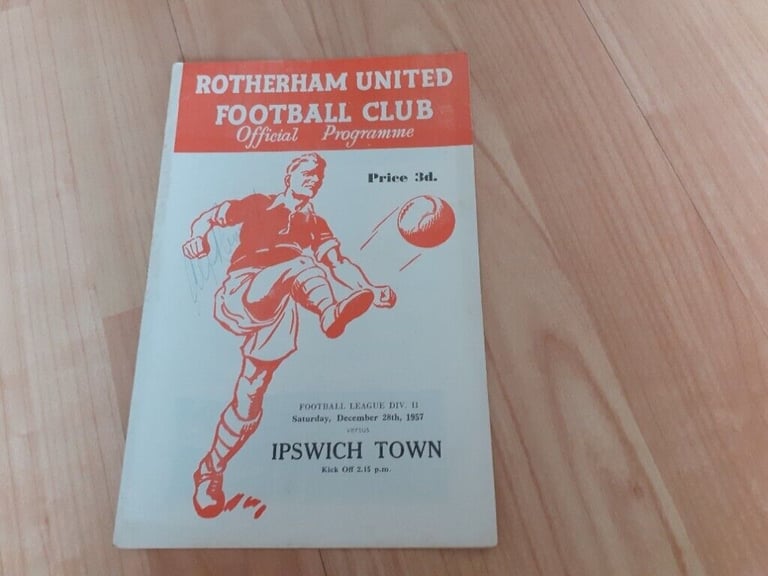 ROTHERHAM UNITED
FOOTBALL CLUB
Official Programme
Price 3d.
FOOTBALL LEAGUE DIV. II
Saturday, December 28th, 1957
versus
IPSWICH TOWN
Kick Off 2.15 p.m.